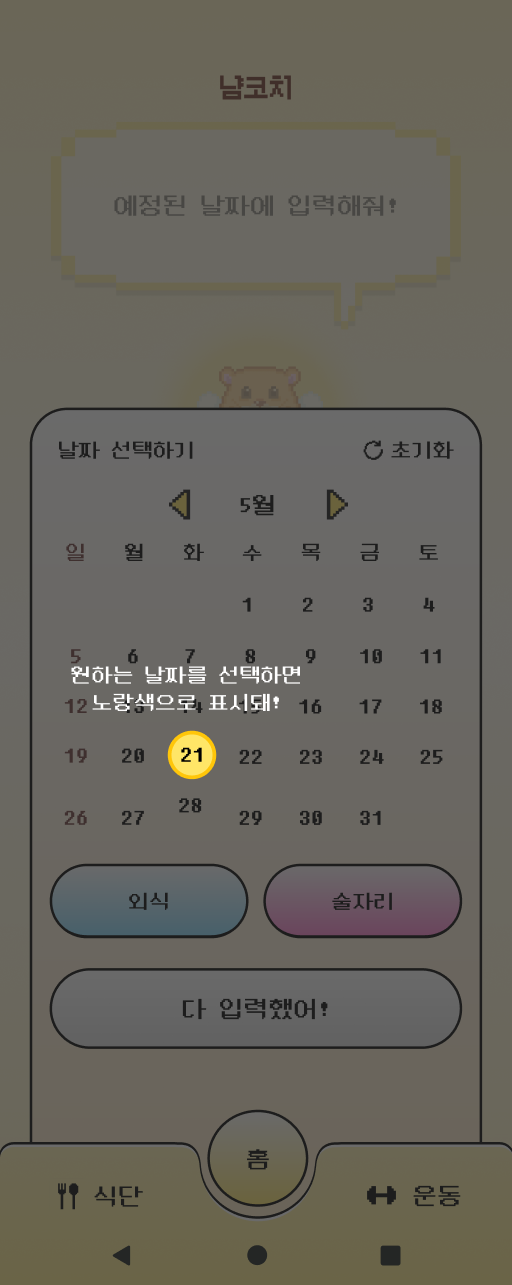 냠코치
예정된 날짜에 입력해줘!
날짜 선택하기 초기화
5월
일 월 화 수 목 금 토
1 2 3 4
5 6 7 8 9 10 11
원하는 날짜를 선택하면
노랑색으로 표시돼!
12 13 14 15 16 17 18
19 20 21 22 23 24 25
26 27 28 29 30 31
외식 술자리
다 입력했어!
홈
식단 운동